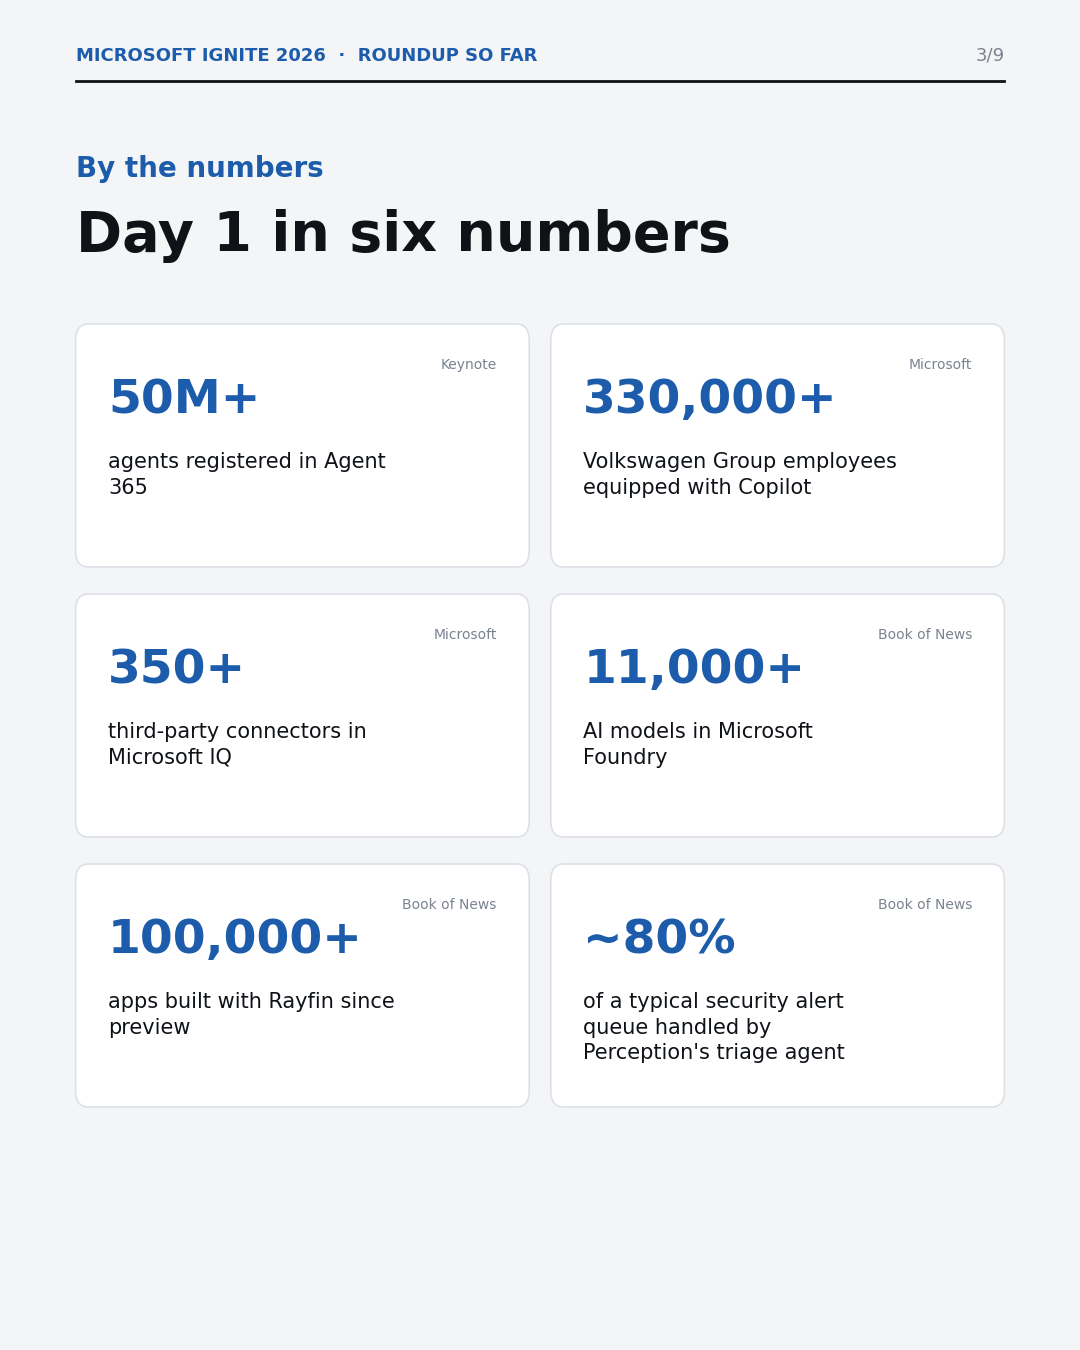 MICROSOFT IGNITE 2026 · ROUNDUP SO FAR
3/9
By the numbers
Day 1 in six numbers
Keynote
50M+
agents registered in Agent
365
Microsoft
330,000+
Volkswagen Group employees
equipped with Copilot
Microsoft
350+
third-party connectors in
Microsoft IQ
Book of News
11,000+
AI models in Microsoft
Foundry
Book of News
100,000+
apps built with Rayfin since
preview
Book of News
~80%
of a typical security alert
queue handled by
Perception's triage agent